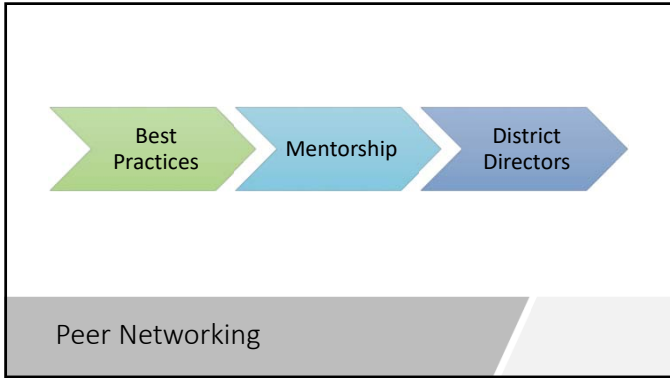 Best
Practices
Mentorship
District
Directors
Peer Networking